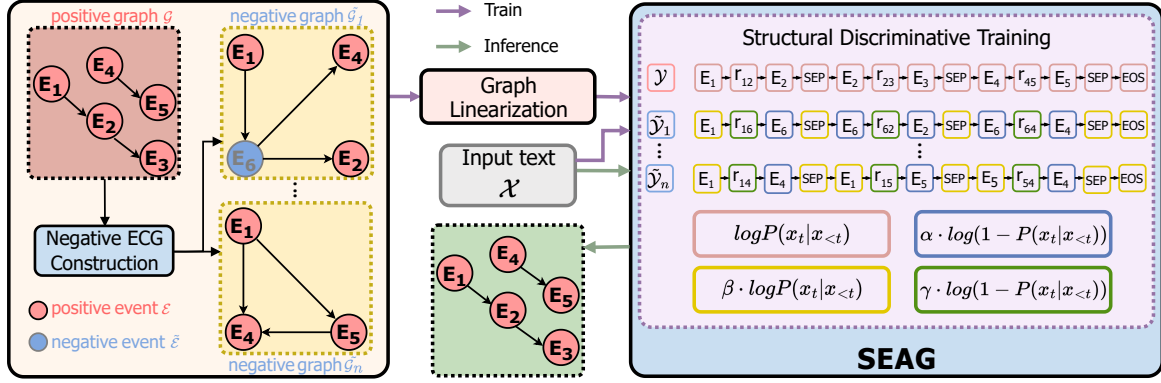 positive graph 𝒢
negative graph 𝒢̃₁
E₁
E₄
E₂
E₅
E₃
E₁
E₄
E₆
E₂
⋮
Negative ECG
Construction
E₁
E₄
E₅
negative graph 𝒢̃ₙ
positive event ℰ
negative event ℰ̃
Train
Inference
Graph
Linearization
Input text
𝒳
E₁
E₄
E₂
E₅
E₃
Structural Discriminative Training
𝒴 E₁ r₁₂ E₂ SEP E₂ r₂₃ E₃ SEP E₄ r₄₅ E₅ SEP EOS
𝒴̃₁ E₁ r₁₆ E₆ SEP E₆ r₆₂ E₂ SEP E₆ r₆₄ E₄ SEP EOS
⋮ ⋮
𝒴̃ₙ E₁ r₁₄ E₄ SEP E₁ r₁₅ E₅ SEP E₅ r₅₄ E₄ SEP EOS
logP(xₜ|x<ₜ)
α · log(1 − P(xₜ|x<ₜ))
β · logP(xₜ|x<ₜ)
γ · log(1 − P(xₜ|x<ₜ))
SEAG